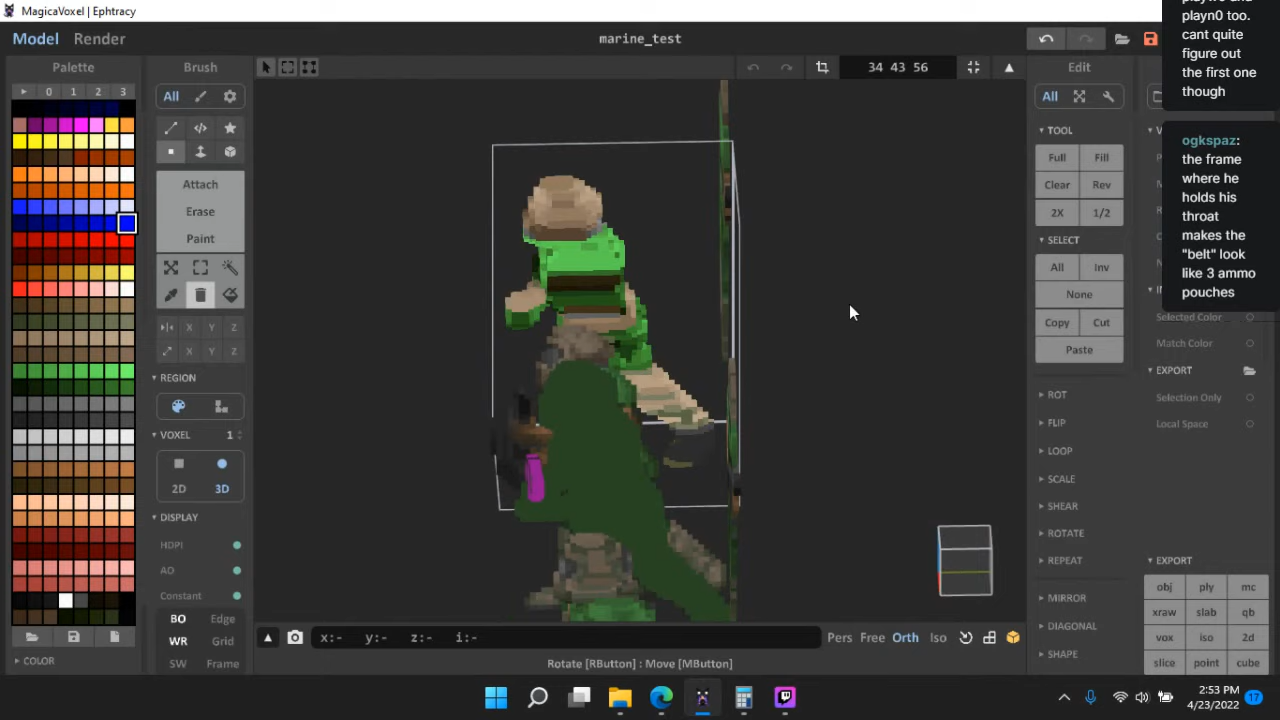 MagicaVoxel | Ephtracy
Model Render
marine_test
playn0 too.
cant quite
figure out
the first one
though
ogkspaz:
the frame
where he
holds his
throat
makes the
"belt" look
like 3 ammo
pouches
Palette
0 1 2 3
COLOR
Brush
All
Attach
Erase
Paint
X Y Z
X Y Z
REGION
VOXEL 1
2D 3D
DISPLAY
HDPI
AO
Constant
BO Edge
WR Grid
SW Frame
34 43 56
x:- y:- z:- i:-
Pers Free Orth Iso
Rotate [RButton] : Move [MButton]
Edit
All
TOOL
Full Fill
Clear Rev
2X 1/2
SELECT
All Inv
None
Copy Cut
Paste
ROT
FLIP
LOOP
SCALE
SHEAR
ROTATE
REPEAT
MIRROR
DIAGONAL
SHAPE
Selected Color
Match Color
EXPORT
Selection Only
Local Space
EXPORT
obj ply mc
xraw slab qb
vox iso 2d
slice point cube
2:53 PM
4/23/2022
17